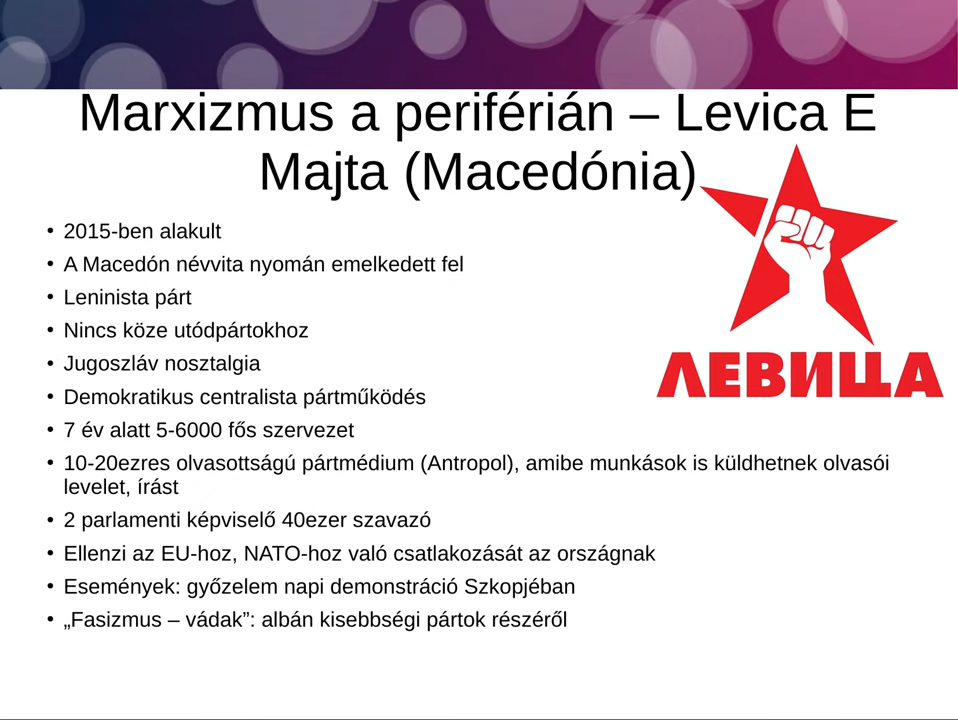 Marxizmus a periférián – Levica E
Majta (Macedónia)
• 2015-ben alakult
• A Macedón névvita nyomán emelkedett fel
• Leninista párt
• Nincs köze utódpártokhoz
• Jugoszláv nosztalgia
• Demokratikus centralista pártműködés
• 7 év alatt 5-6000 fős szervezet
• 10-20ezres olvasottságú pártmédium (Antropol), amibe munkások is küldhetnek olvasói
levelet, írást
• 2 parlamenti képviselő 40ezer szavazó
• Ellenzi az EU-hoz, NATO-hoz való csatlakozását az országnak
• Események: győzelem napi demonstráció Szkopjéban
• „Fasizmus – vádak”: albán kisebbségi pártok részéről
ЛЕВИЦА